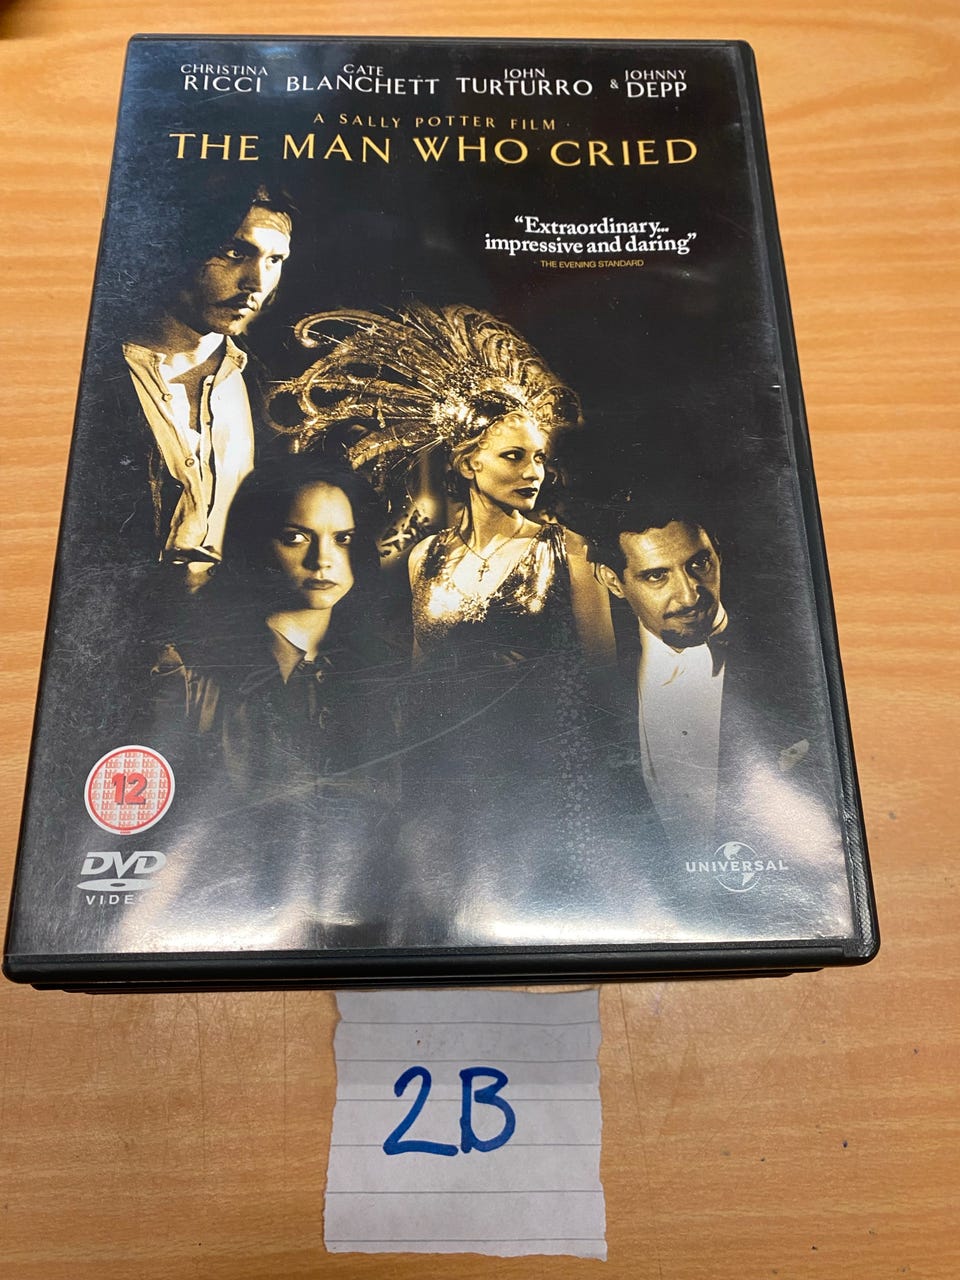 CHRISTINA RICCI CATE BLANCHETT JOHN TURTURRO & JOHNNY DEPP
A SALLY POTTER FILM
THE MAN WHO CRIED
"Extraordinary...
impressive and daring"
THE EVENING STANDARD
12
DVD
VIDEO
UNIVERSAL
2B